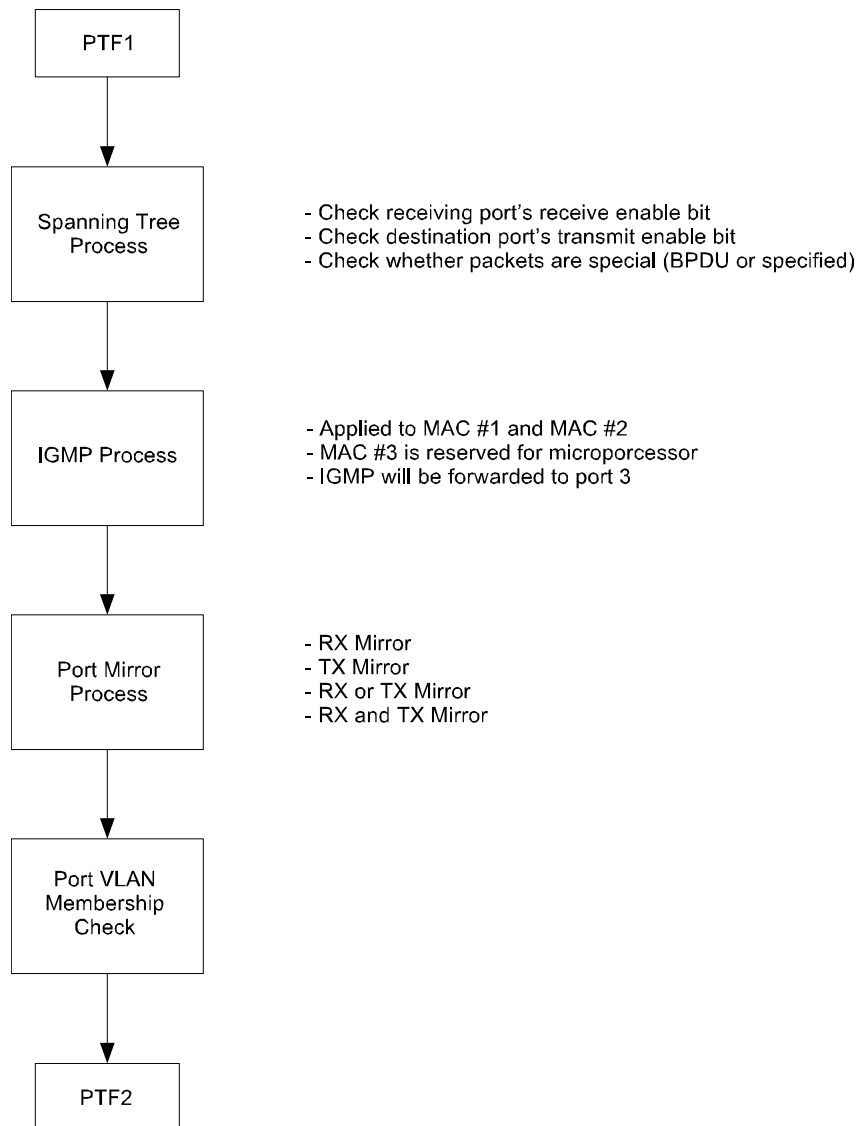 PTF1
Spanning Tree
Process
- Check receiving port's receive enable bit
- Check destination port's transmit enable bit
- Check whether packets are special (BPDU or specified)
IGMP Process
- Applied to MAC #1 and MAC #2
- MAC #3 is reserved for microporcessor
- IGMP will be forwarded to port 3
Port Mirror
Process
- RX Mirror
- TX Mirror
- RX or TX Mirror
- RX and TX Mirror
Port VLAN
Membership
Check
PTF2